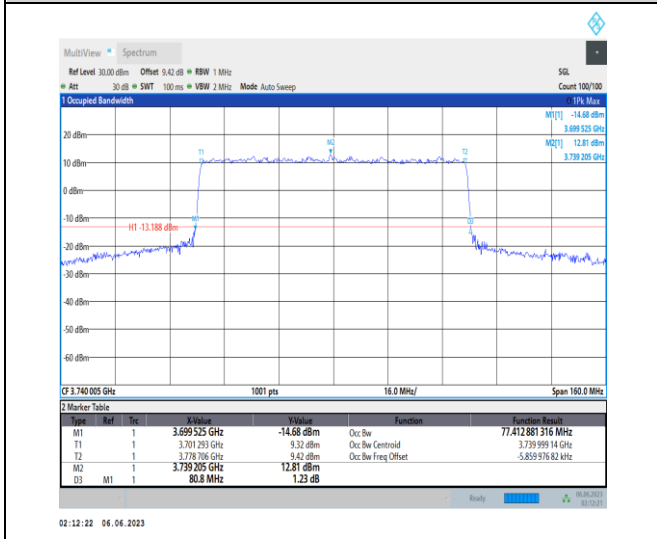 MultiView Spectrum
Ref Level 30.00 dBm Offset 9.42 dB RBW 1 MHz SGL
Att 30 dB SWT 100 ms VBW 2 MHz Mode Auto Sweep Count 100/100
1 Occupied Bandwidth 1Pk Max
M1[1] -14.68 dBm
3.699 525 GHz
M2[1] 12.81 dBm
3.739 205 GHz
20 dBm
M2
T1
T2
10 dBm
0 dBm
-10 dBm
M1
D3
H1 -13.188 dBm
-20 dBm
-30 dBm
-40 dBm
-50 dBm
-60 dBm
CF 3.740 005 GHz 1001 pts 16.0 MHz/ Span 160.0 MHz
2 Marker Table
Type Ref Trc X-Value Y-Value Function Function Result
M1 1 3.699 525 GHz -14.68 dBm Occ Bw 77.412 881 316 MHz
T1 1 3.701 293 GHz 9.32 dBm Occ Bw Centroid 3.739 999 14 GHz
T2 1 3.778 706 GHz 9.42 dBm Occ Bw Freq Offset -5.859 976 82 kHz
M2 1 3.739 205 GHz 12.81 dBm
D3 M1 1 80.8 MHz 1.23 dB
Ready 06.06.2023
02:12:21
02:12:22 06.06.2023